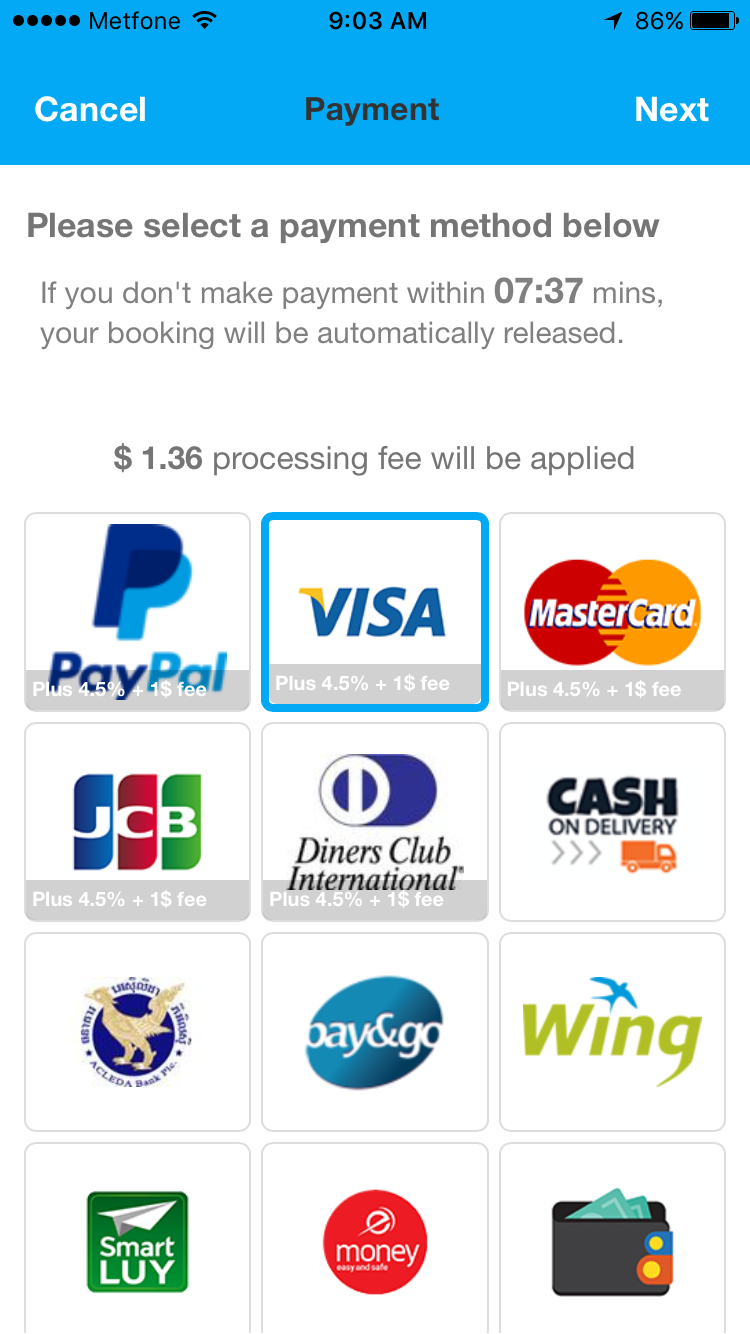 Metfone 9:03 AM 86%
Cancel Payment Next
Please select a payment method below
If you don't make payment within 07:37 mins,
your booking will be automatically released.
$ 1.36 processing fee will be applied
PayPal
Plus 4.5% + 1$ fee
VISA
Plus 4.5% + 1$ fee
MasterCard
Plus 4.5% + 1$ fee
JCB
Plus 4.5% + 1$ fee
Diners Club
International
Plus 4.5% + 1$ fee
CASH
ON DELIVERY
ACLEDA Bank Plc.
pay&go
Wing
Smart
LUY
e
money
easy and safe